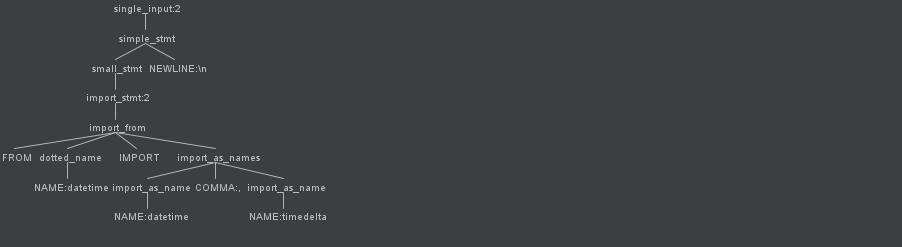 single_input:2
simple_stmt
small_stmt NEWLINE:\n
import_stmt:2
import_from
FROM dotted_name IMPORT import_as_names
NAME:datetime import_as_name COMMA:, import_as_name
NAME:datetime NAME:timedelta